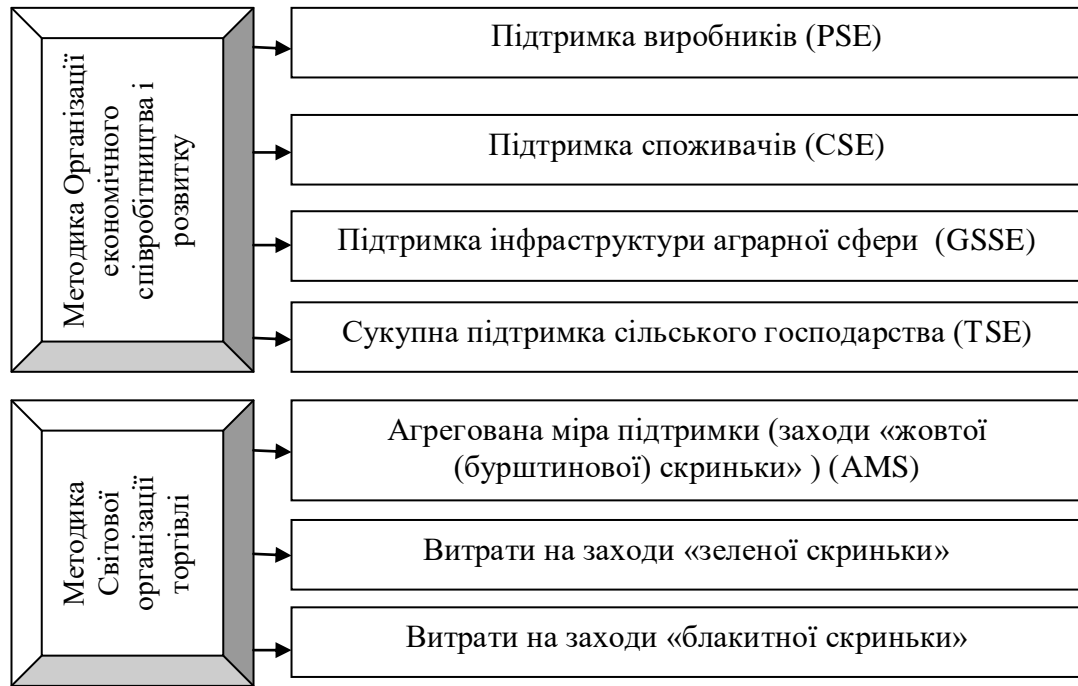 Методика Організації
економічного
співробітництва і
розвитку
Підтримка виробників (PSE)
Підтримка споживачів (CSE)
Підтримка інфраструктури аграрної сфери (GSSE)
Сукупна підтримка сільського господарства (TSE)
Методика
Світової
організації
торгівлі
Агрегована міра підтримки (заходи «жовтої
(бурштинової) скриньки» ) (AMS)
Витрати на заходи «зеленої скриньки»
Витрати на заходи «блакитної скриньки»